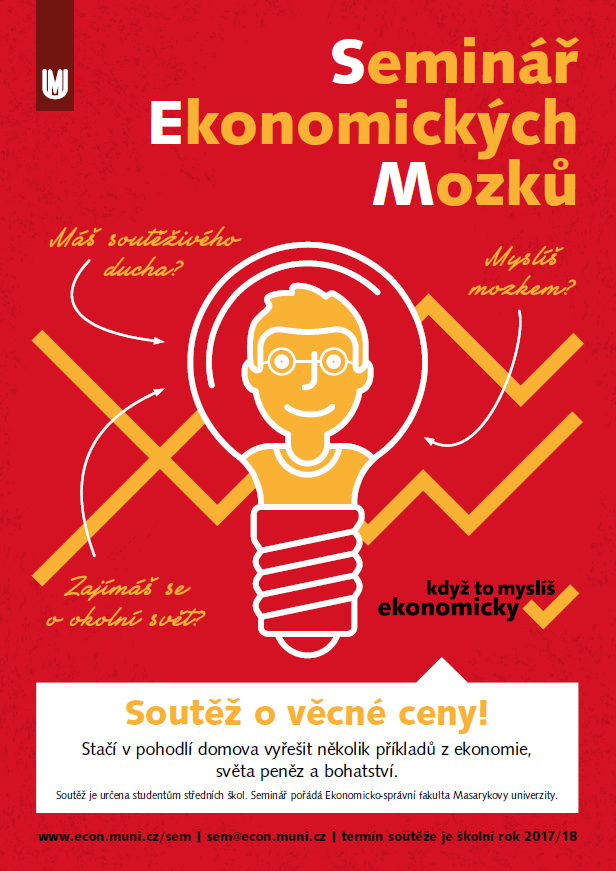 Seminář
Ekonomických
Mozků
Máš soutěživého
ducha?
Myslíš
mozkem?
Zajímáš se
o okolní svět?
když to myslíš
ekonomicky
Soutěž o věcné ceny!
Stačí v pohodlí domova vyřešit několik příkladů z ekonomie,
světa peněz a bohatství.
Soutěž je určena studentům středních škol. Seminář pořádá Ekonomicko-správní fakulta Masarykovy univerzity.
www.econ.muni.cz/sem | sem@econ.muni.cz | termín soutěže je školní rok 2017/18